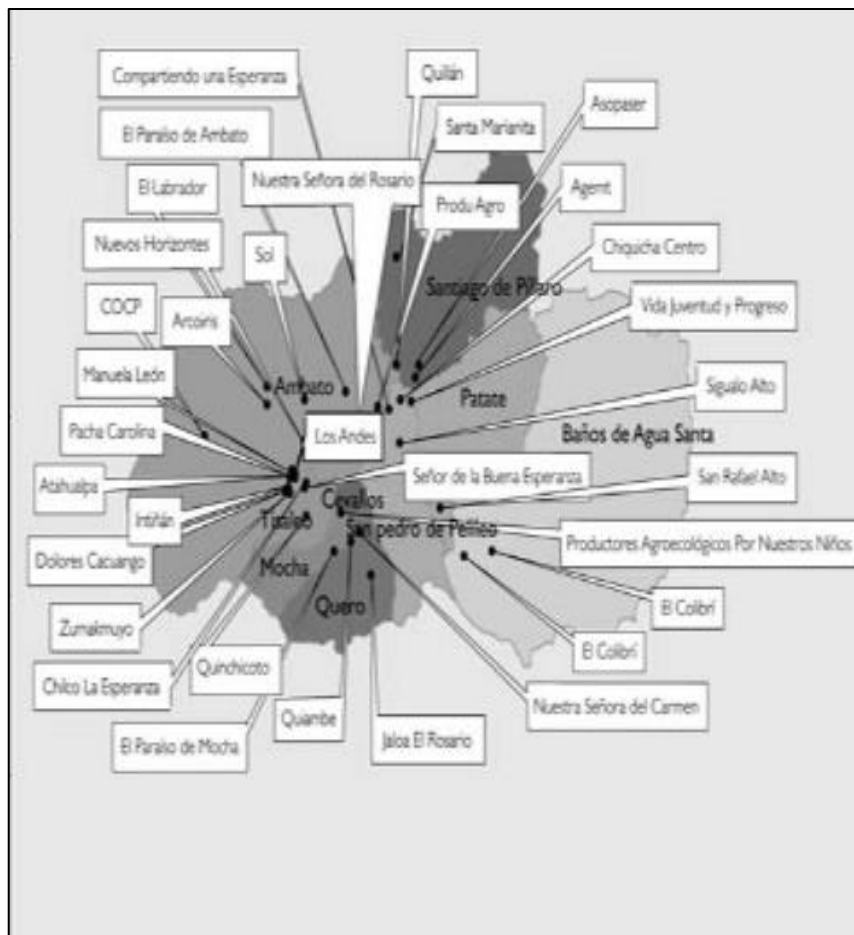 Compartiendo una Esperanza
Quillán
Asopaser
El Paraíso de Ambato
Santa Marianita
Nuestra Señora del Rosario
El Labrador
Produ Agro
Agent
Nuevos Horizontes
Sol
Chiquicha Centro
Santiago de Píllaro
COCP
Arcoiris
Vida Juventud y Progreso
Manuela León
Ambato
Patate
Sigualo Alto
Pacha Carolina
Los Andes
Baños de Agua Santa
Atahualpa
Señor de la Buena Esperanza
San Rafael Alto
Cevallos
Intiñán
Tisaleo
San pedro de Pelileo
Productores Agroecológicos Por Nuestros Niños
Dolores Cacuango
Mocha
Quero
El Colibrí
Zumakmuyo
El Colibrí
Quinchicoto
Chilco La Esperanza
Nuestra Señora del Carmen
Quiambe
El Paraíso de Mocha
Jaloa El Rosario